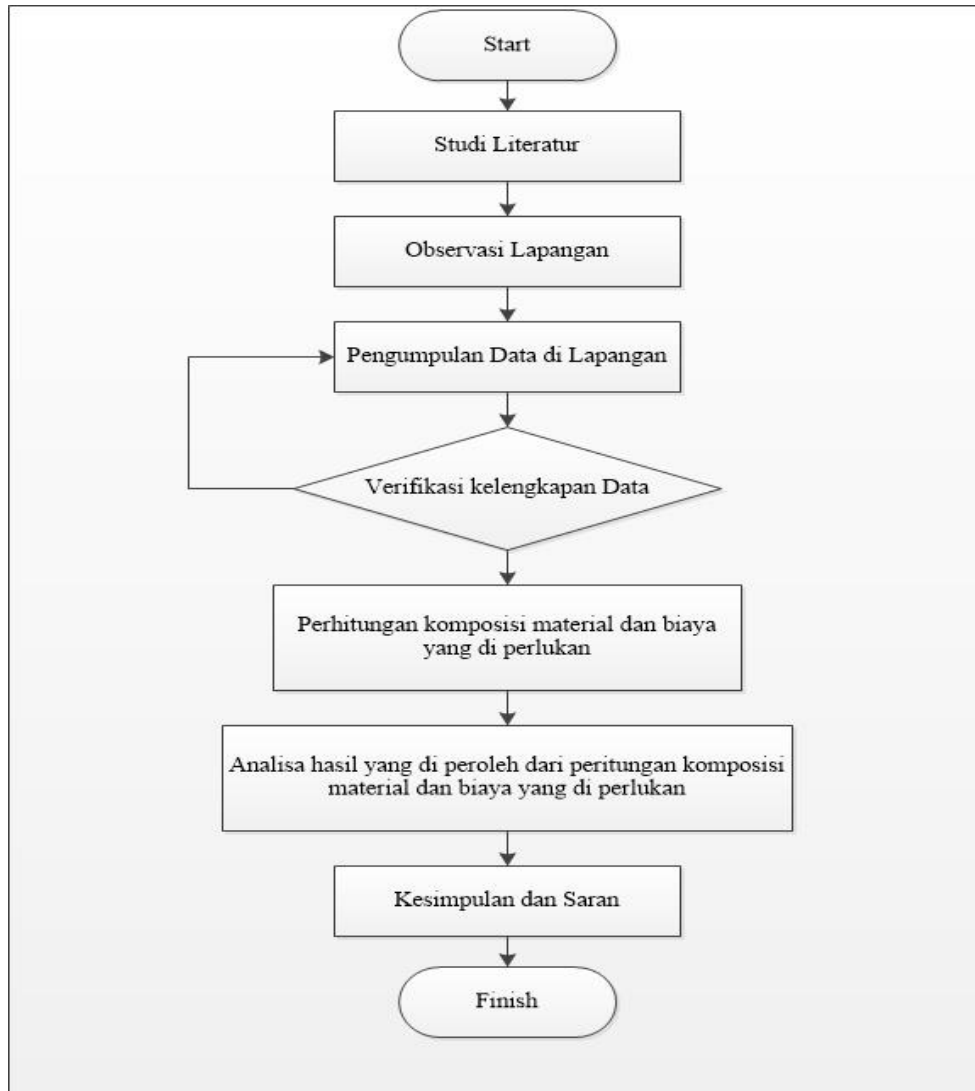 Start
Studi Literatur
Observasi Lapangan
Pengumpulan Data di Lapangan
Verifikasi kelengkapan Data
Perhitungan komposisi material dan biaya
yang di perlukan
Analisa hasil yang di peroleh dari peritungan komposisi
material dan biaya yang di perlukan
Kesimpulan dan Saran
Finish